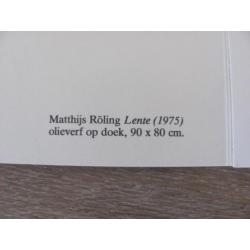 Matthijs Röling Lente (1975)
olieverf op doek, 90 x 80 cm.